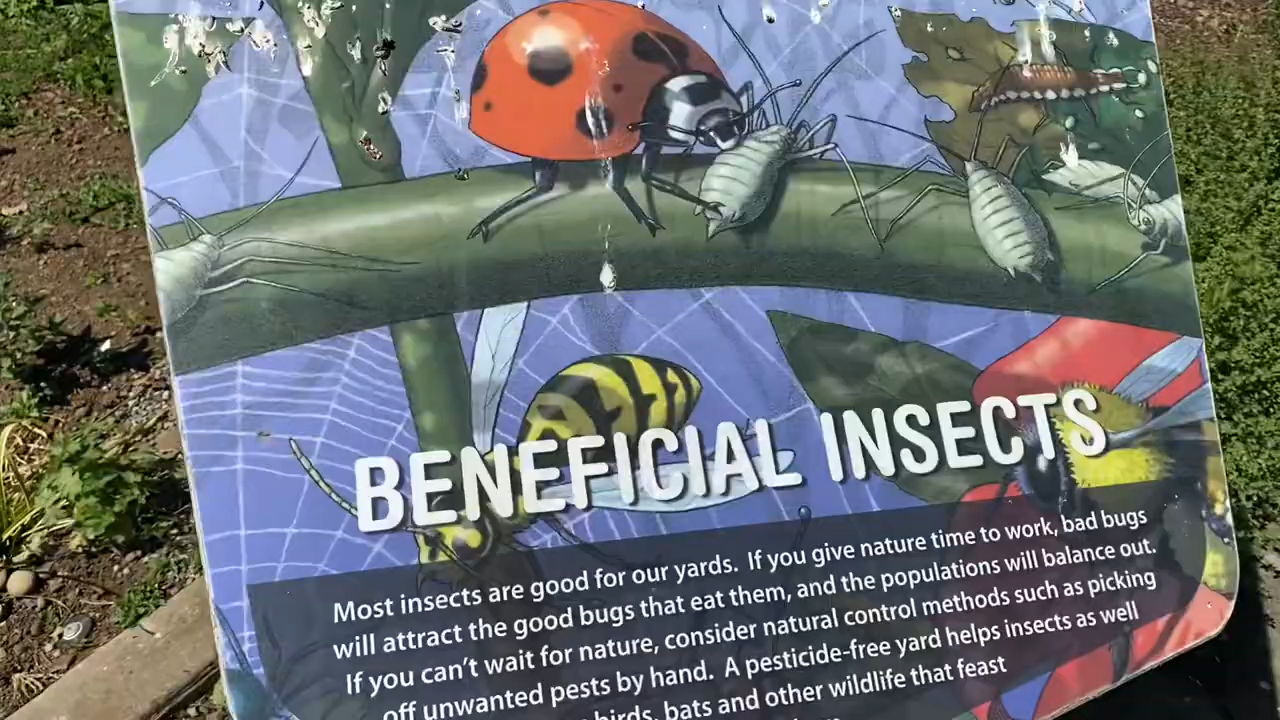 BENEFICIAL INSECTS
Most insects are good for our yards. If you give nature time to work, bad bugs
will attract the good bugs that eat them, and the populations will balance out.
If you can't wait for nature, consider natural control methods such as picking
off unwanted pests by hand. A pesticide-free yard helps insects as well
birds, bats and other wildlife that feast